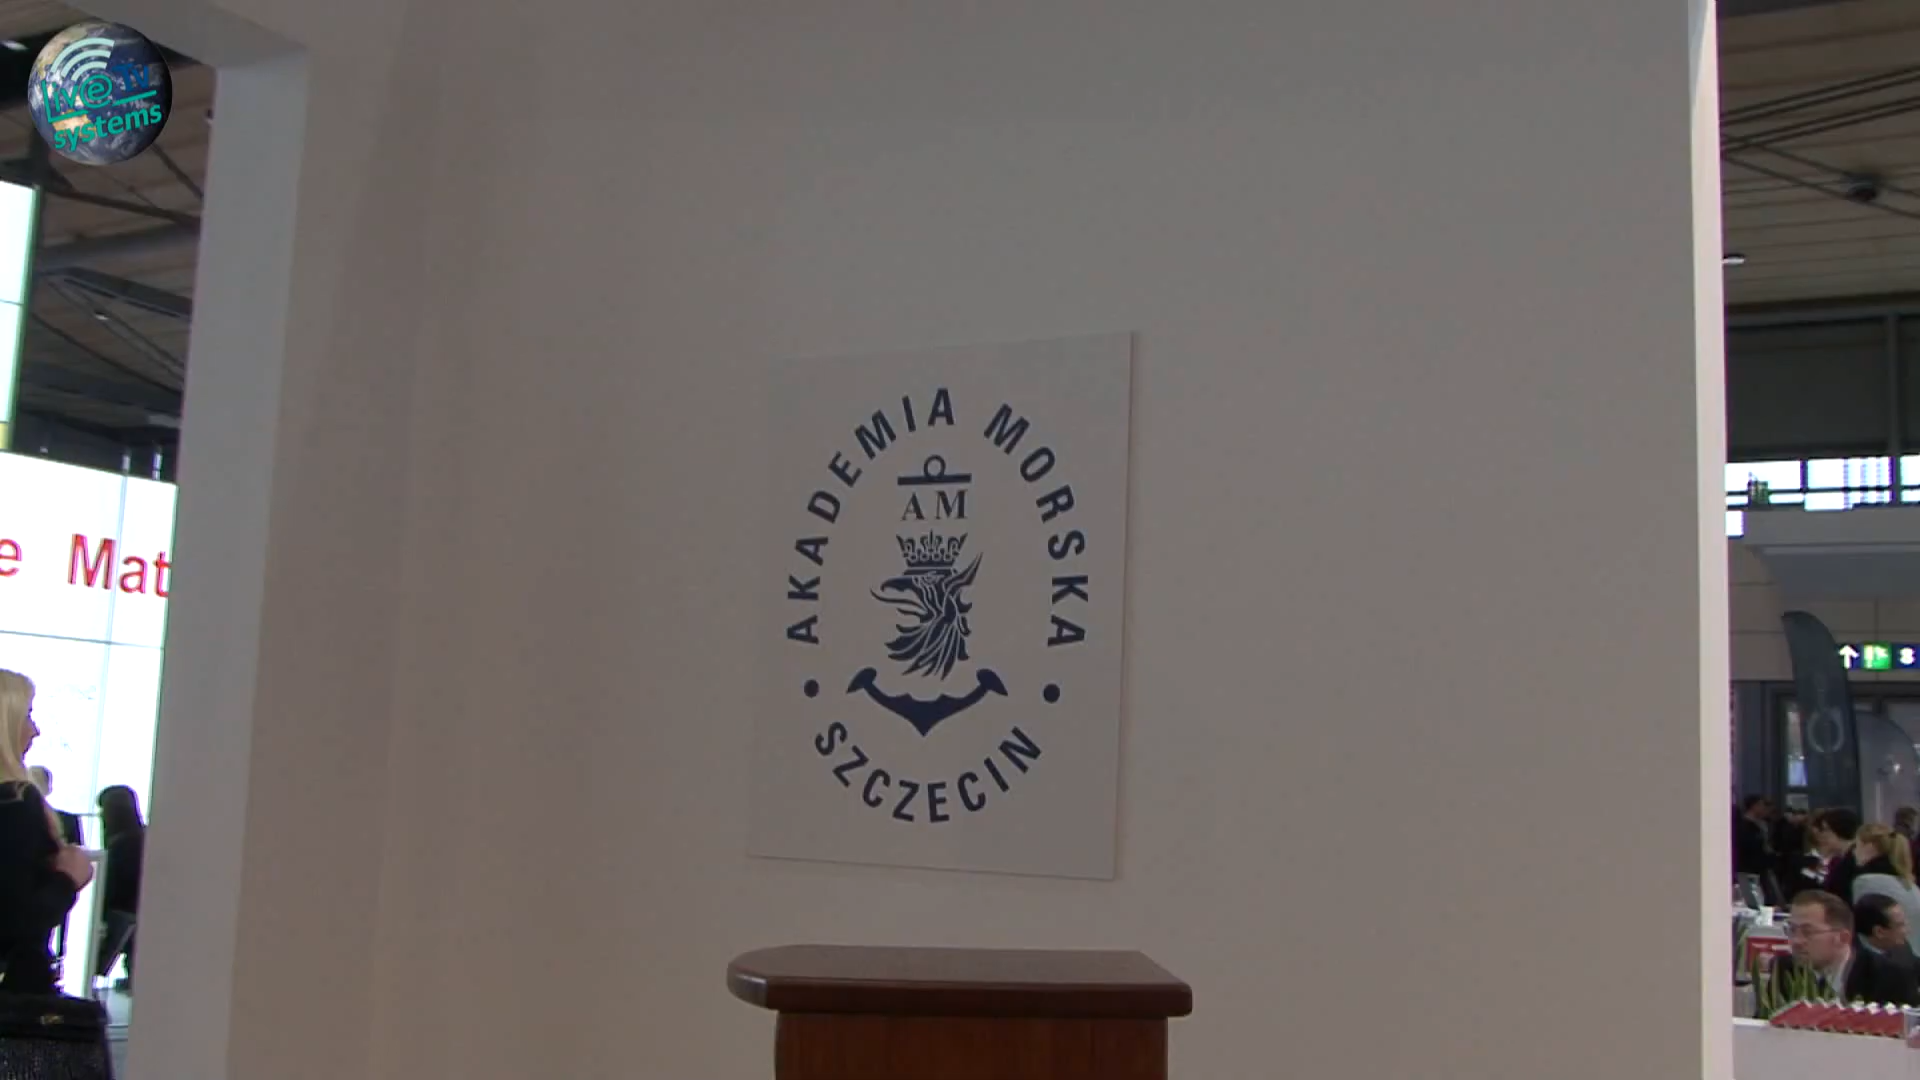 Live Tv
systems
AKADEMIA MORSKA
AM
• SZCZECIN •
e Mat